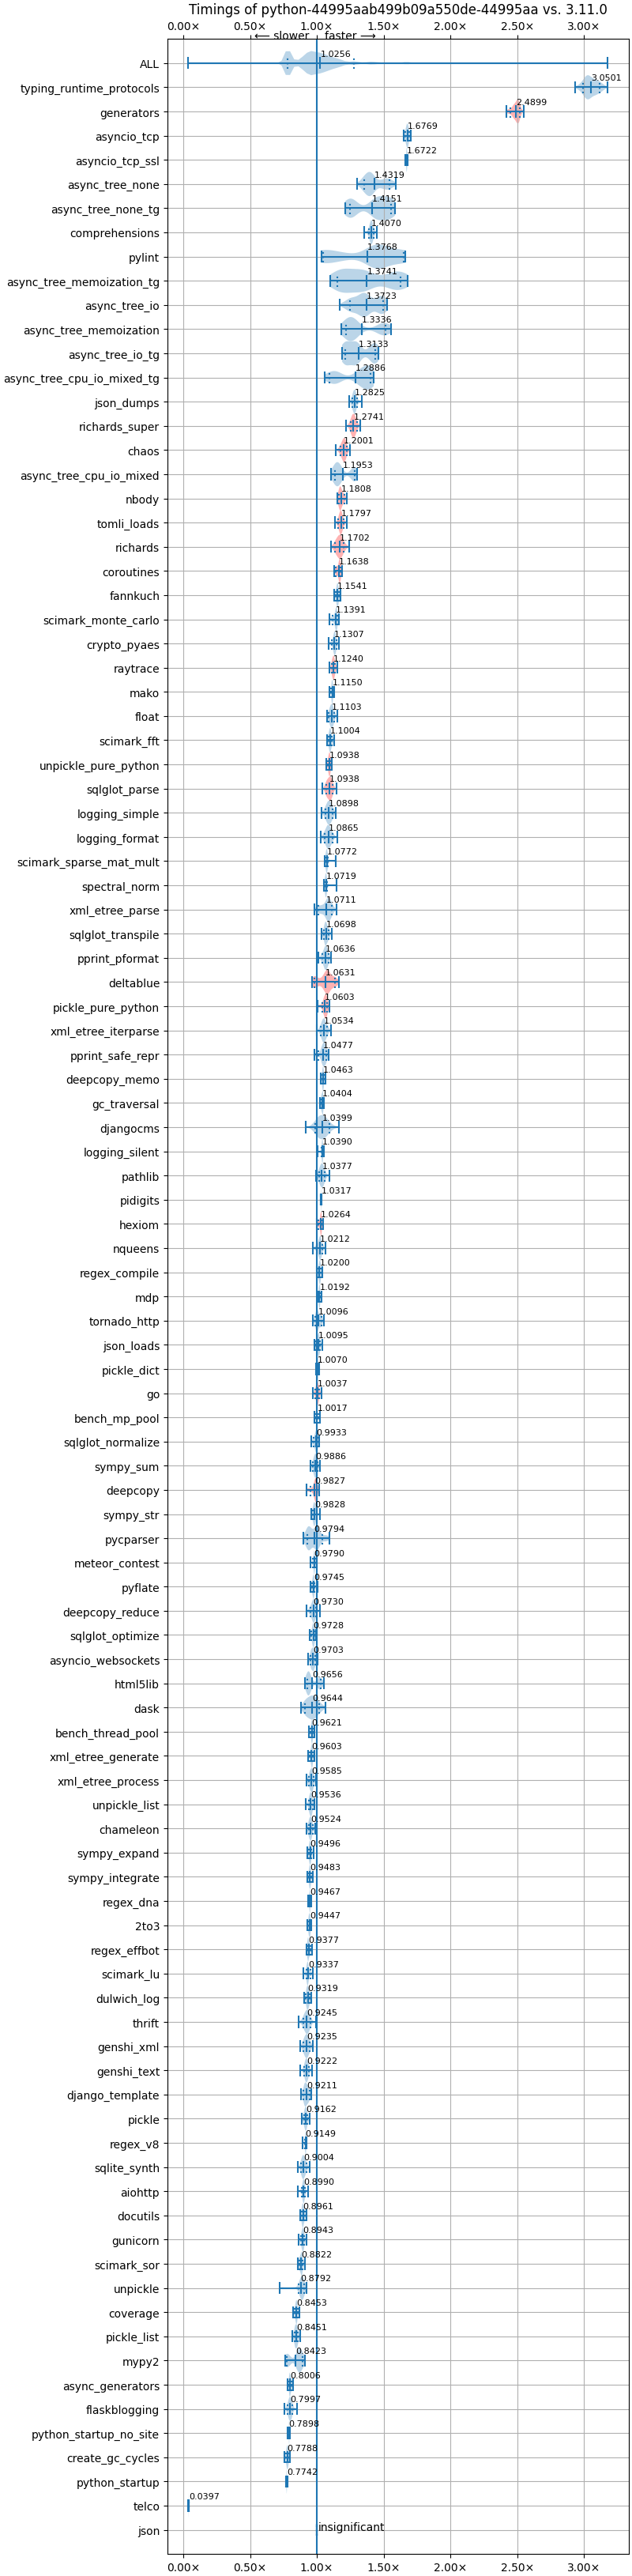 Timings of python-44995aab499b09a550de-44995aa vs. 3.11.0
0.00× 0.50× 1.00× 1.50× 2.00× 2.50× 3.00×
← slower faster →
ALL 1.0256
typing_runtime_protocols 3.0501
generators 2.4899
asyncio_tcp 1.6769
asyncio_tcp_ssl 1.6722
async_tree_none 1.4319
async_tree_none_tg 1.4151
comprehensions 1.4070
pylint 1.3768
async_tree_memoization_tg 1.3741
async_tree_io 1.3723
async_tree_memoization 1.3336
async_tree_io_tg 1.3133
async_tree_cpu_io_mixed_tg 1.2886
json_dumps 1.2825
richards_super 1.2741
chaos 1.2001
async_tree_cpu_io_mixed 1.1953
nbody 1.1808
tomli_loads 1.1797
richards 1.1702
coroutines 1.1638
fannkuch 1.1541
scimark_monte_carlo 1.1391
crypto_pyaes 1.1307
raytrace 1.1240
mako 1.1150
float 1.1103
scimark_fft 1.1004
unpickle_pure_python 1.0938
sqlglot_parse 1.0938
logging_simple 1.0898
logging_format 1.0865
scimark_sparse_mat_mult 1.0772
spectral_norm 1.0719
xml_etree_parse 1.0711
sqlglot_transpile 1.0698
pprint_pformat 1.0636
deltablue 1.0631
pickle_pure_python 1.0603
xml_etree_iterparse 1.0534
pprint_safe_repr 1.0477
deepcopy_memo 1.0463
gc_traversal 1.0404
djangocms 1.0399
logging_silent 1.0390
pathlib 1.0377
pidigits 1.0317
hexiom 1.0264
nqueens 1.0212
regex_compile 1.0200
mdp 1.0192
tornado_http 1.0096
json_loads 1.0095
pickle_dict 1.0070
go 1.0037
bench_mp_pool 1.0017
sqlglot_normalize 0.9933
sympy_sum 0.9886
deepcopy 0.9827
sympy_str 0.9828
pycparser 0.9794
meteor_contest 0.9790
pyflate 0.9745
deepcopy_reduce 0.9730
sqlglot_optimize 0.9728
asyncio_websockets 0.9703
html5lib 0.9656
dask 0.9644
bench_thread_pool 0.9621
xml_etree_generate 0.9603
xml_etree_process 0.9585
unpickle_list 0.9536
chameleon 0.9524
sympy_expand 0.9496
sympy_integrate 0.9483
regex_dna 0.9467
2to3 0.9447
regex_effbot 0.9377
scimark_lu 0.9337
dulwich_log 0.9319
thrift 0.9245
genshi_xml 0.9235
genshi_text 0.9222
django_template 0.9211
pickle 0.9162
regex_v8 0.9149
sqlite_synth 0.9004
aiohttp 0.8990
docutils 0.8961
gunicorn 0.8943
scimark_sor 0.8822
unpickle 0.8792
coverage 0.8453
pickle_list 0.8451
mypy2 0.8423
async_generators 0.8006
flaskblogging 0.7997
python_startup_no_site 0.7898
create_gc_cycles 0.7788
python_startup 0.7742
telco 0.0397
json insignificant
0.00× 0.50× 1.00× 1.50× 2.00× 2.50× 3.00×